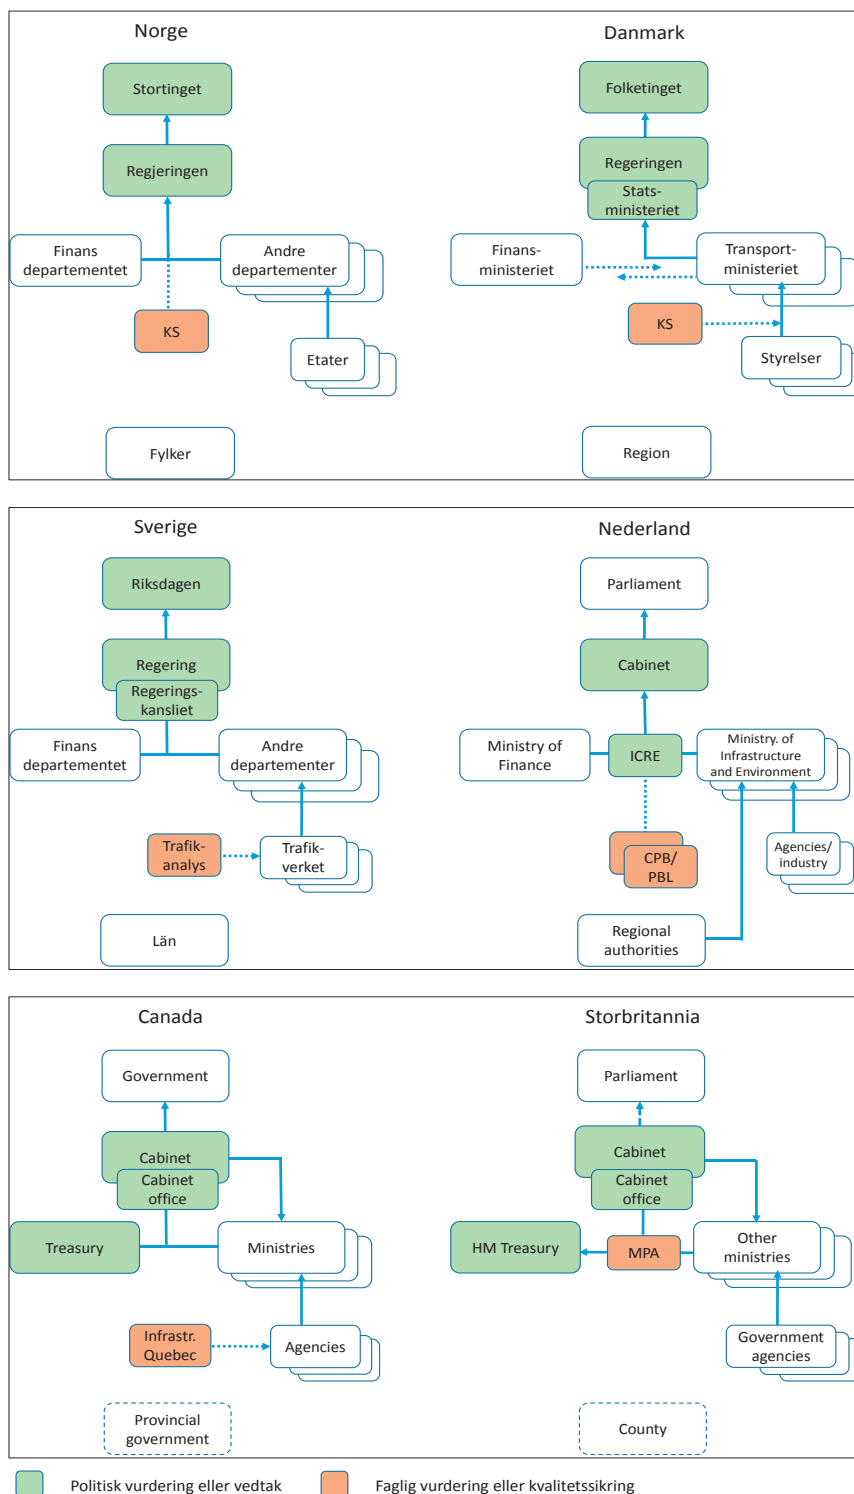 Norge
Stortinget
Regjeringen
Finans
departementet
Andre
departementer
KS
Etater
Fylker
Danmark
Folketinget
Regeringen
Stats-
ministeriet
Finans-
ministeriet
Transport-
ministeriet
KS
Styrelser
Region
Sverige
Riksdagen
Regering
Regerings-
kansliet
Finans
departementet
Andre
departementer
Trafik-
analys
Trafik-
verket
Län
Nederland
Parliament
Cabinet
Ministry of
Finance
ICRE
Ministry. of
Infrastructure
and Environment
CPB/
PBL
Agencies/
industry
Regional
authorities
Canada
Government
Cabinet
Cabinet
office
Treasury
Ministries
Infrastr.
Quebec
Agencies
Provincial
government
Storbritannia
Parliament
Cabinet
Cabinet
office
HM Treasury
MPA
Other
ministries
Government
agencies
County
Politisk vurdering eller vedtak
Faglig vurdering eller kvalitetssikring